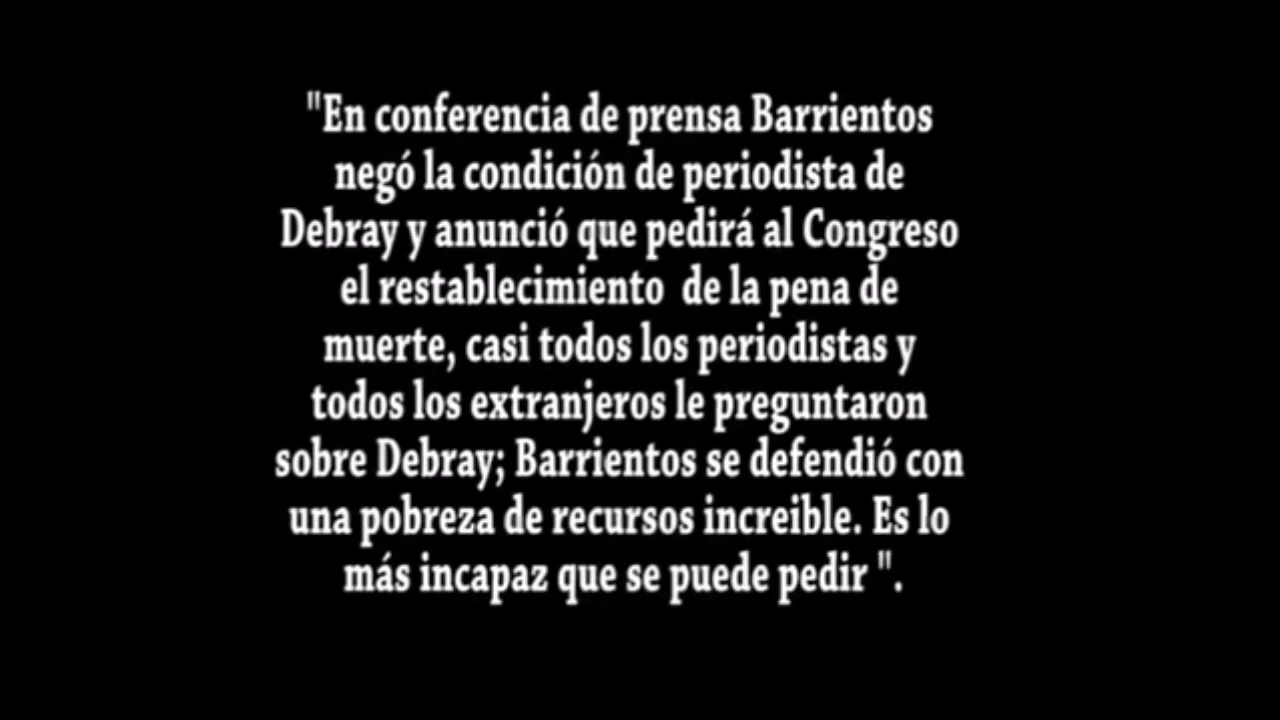 "En conferencia de prensa Barrientos
negó la condición de periodista de
Debray y anunció que pedirá al Congreso
el restablecimiento  de la pena de
muerte, casi todos los periodistas y
todos los extranjeros le preguntaron
sobre Debray; Barrientos se defendió con
una pobreza de recursos increible. Es lo
más incapaz que se puede pedir ".